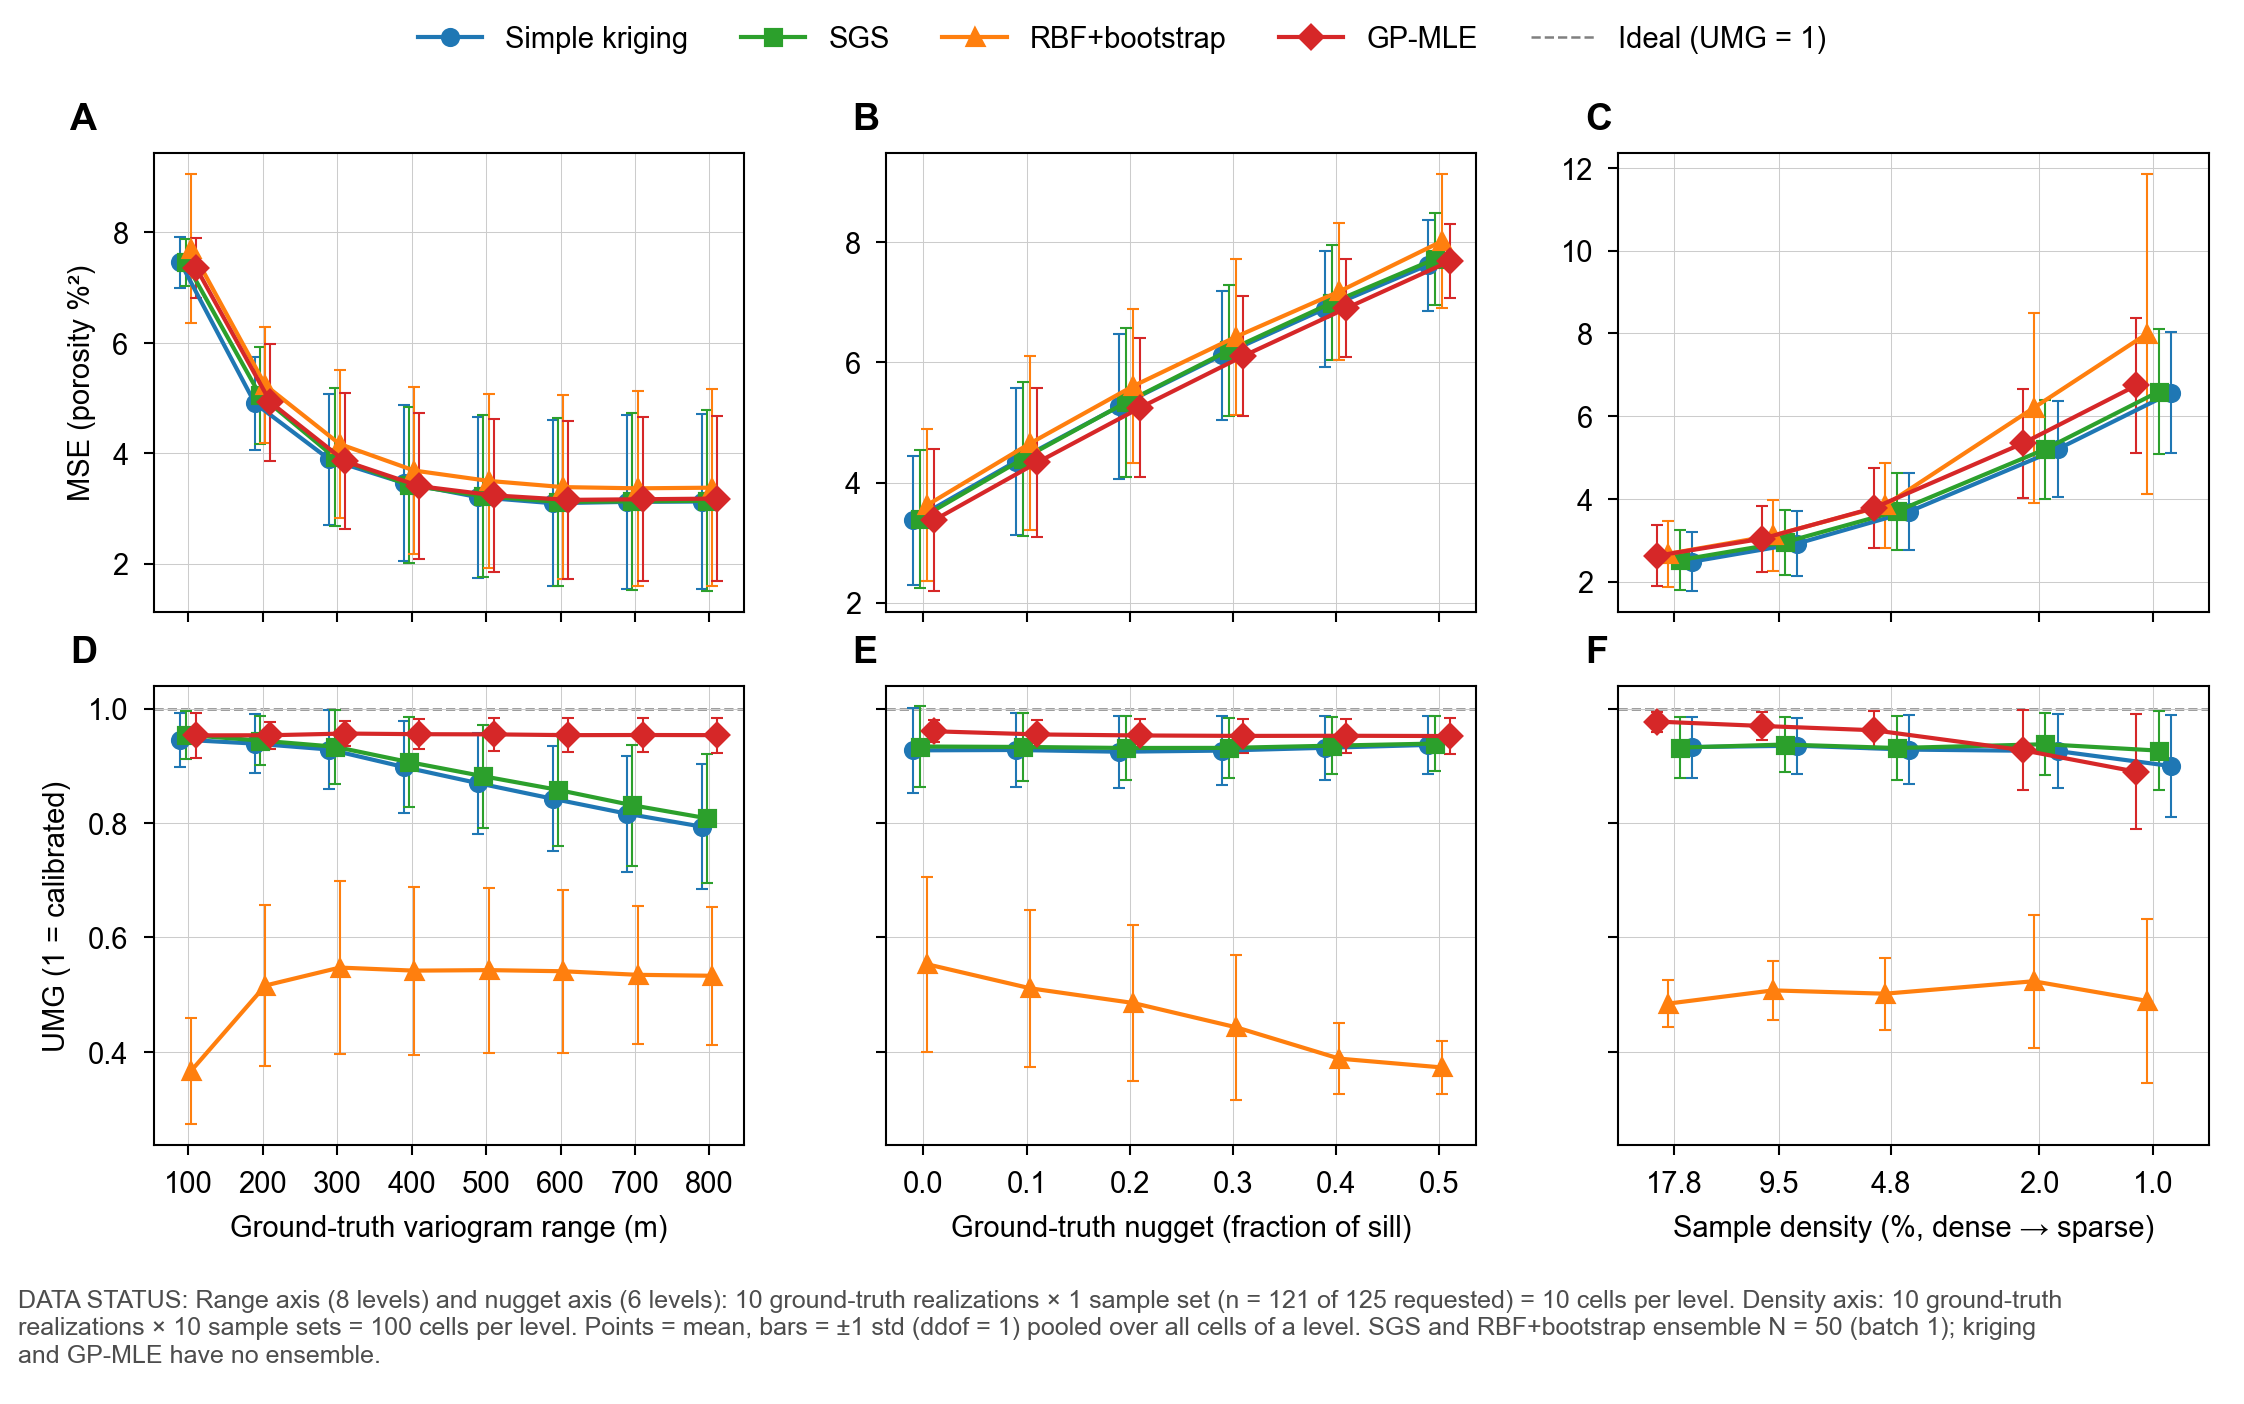 Simple kriging SGS RBF+bootstrap GP-MLE Ideal (UMG = 1)
A B C
MSE (porosity %²)
8
6
4
2
8
6
4
2
12
10
8
6
4
2
D E F
UMG (1 = calibrated)
1.0
0.8
0.6
0.4
100 200 300 400 500 600 700 800
Ground-truth variogram range (m)
0.0 0.1 0.2 0.3 0.4 0.5
Ground-truth nugget (fraction of sill)
17.8 9.5 4.8 2.0 1.0
Sample density (%, dense → sparse)
DATA STATUS: Range axis (8 levels) and nugget axis (6 levels): 10 ground-truth realizations × 1 sample set (n = 121 of 125 requested) = 10 cells per level. Density axis: 10 ground-truth
realizations × 10 sample sets = 100 cells per level. Points = mean, bars = ±1 std (ddof = 1) pooled over all cells of a level. SGS and RBF+bootstrap ensemble N = 50 (batch 1); kriging
and GP-MLE have no ensemble.